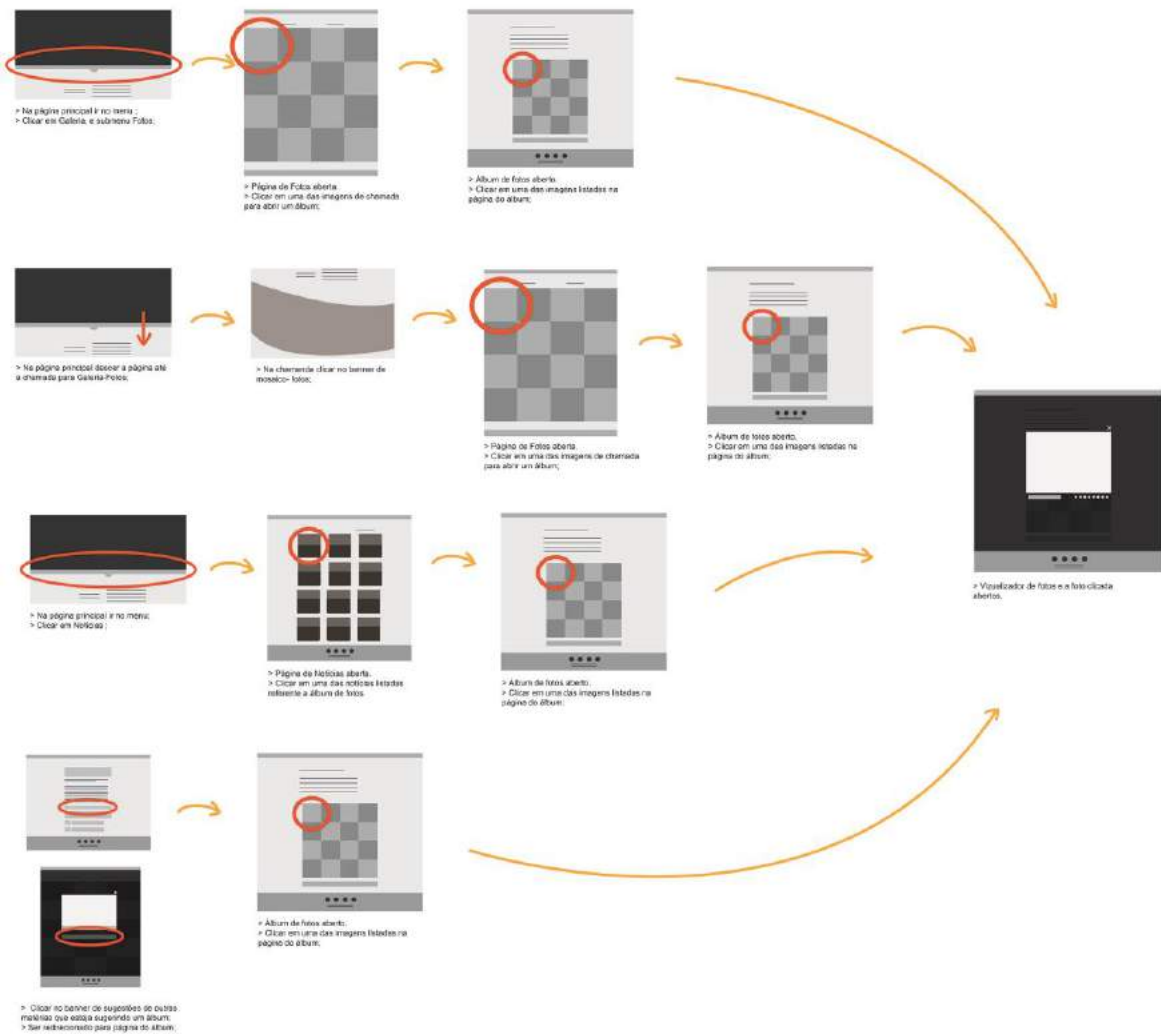 > Na página principal ir no menu ;
> Clicar em Galeria, e submenu Fotos;
> Página de Fotos aberta.
> Clicar em uma das imagens de chamada
para abrir um álbum;
> Álbum de fotos aberto.
> Clicar em uma das imagens listadas na
página do álbum;
> Na página principal descer a página até
a chamada para Galeria-Fotos;
> Na chamanda clicar no banner de
mosaico- fotos;
> Página de Fotos aberta.
> Clicar em uma das imagens de chamada
para abrir um álbum;
> Álbum de fotos aberto.
> Clicar em uma das imagens listadas na
página do álbum;
> Vizualizador de fotos e a foto clicada
abertos.
> Na página principal ir no menu;
> Clicar em Notícias ;
> Página de Notícias aberta.
> Clicar em uma das notícias listadas
referente a álbum de fotos
> Álbum de fotos aberto.
> Clicar em uma das imagens listadas na
página do álbum;
> Álbum de fotos aberto.
> Clicar em uma das imagens listadas na
página do álbum.
> Clicar no banner de sugestões de outras
matérias que esteja sugerindo um álbum;
> Ser redirecionado para página do álbum;